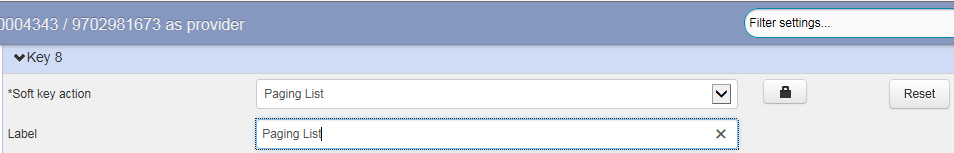 0004343 / 9702981673 as provider Filter settings...
Key 8
*Soft key action Paging List Reset
Label Paging List